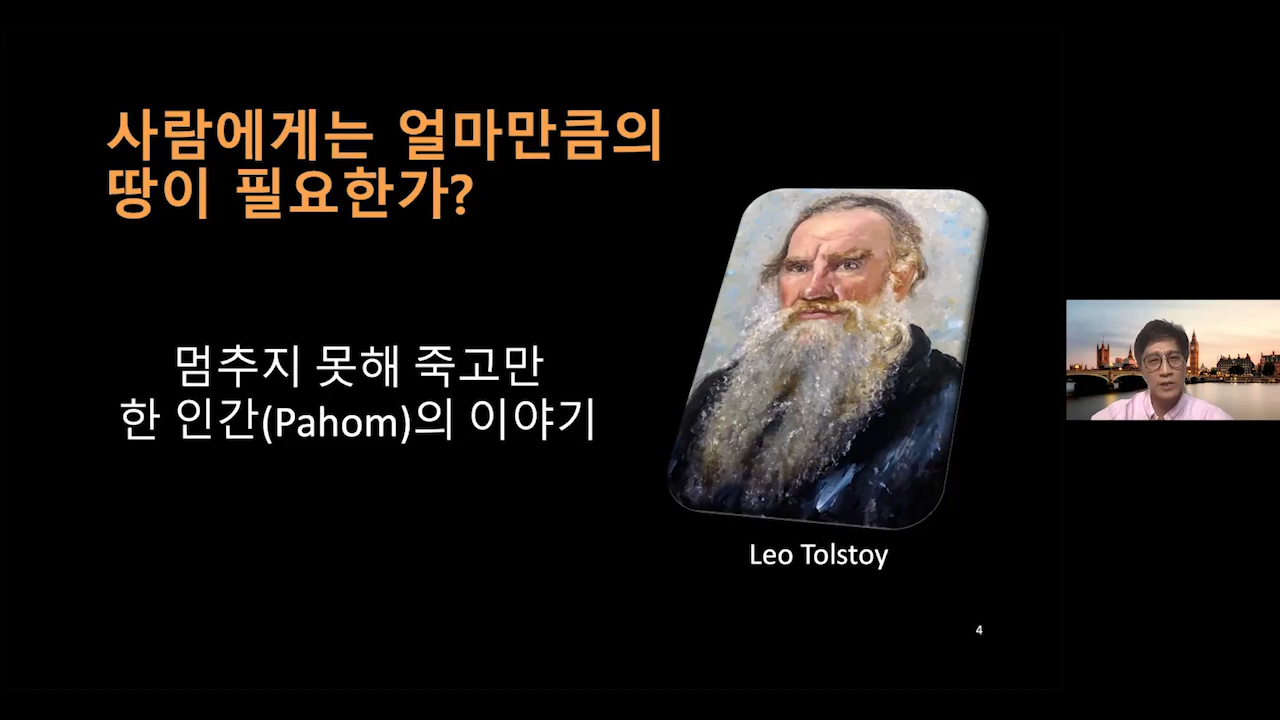 사람에게는 얼마만큼의
땅이 필요한가?
멈추지 못해 죽고만
한 인간(Pahom)의 이야기
Leo Tolstoy
4